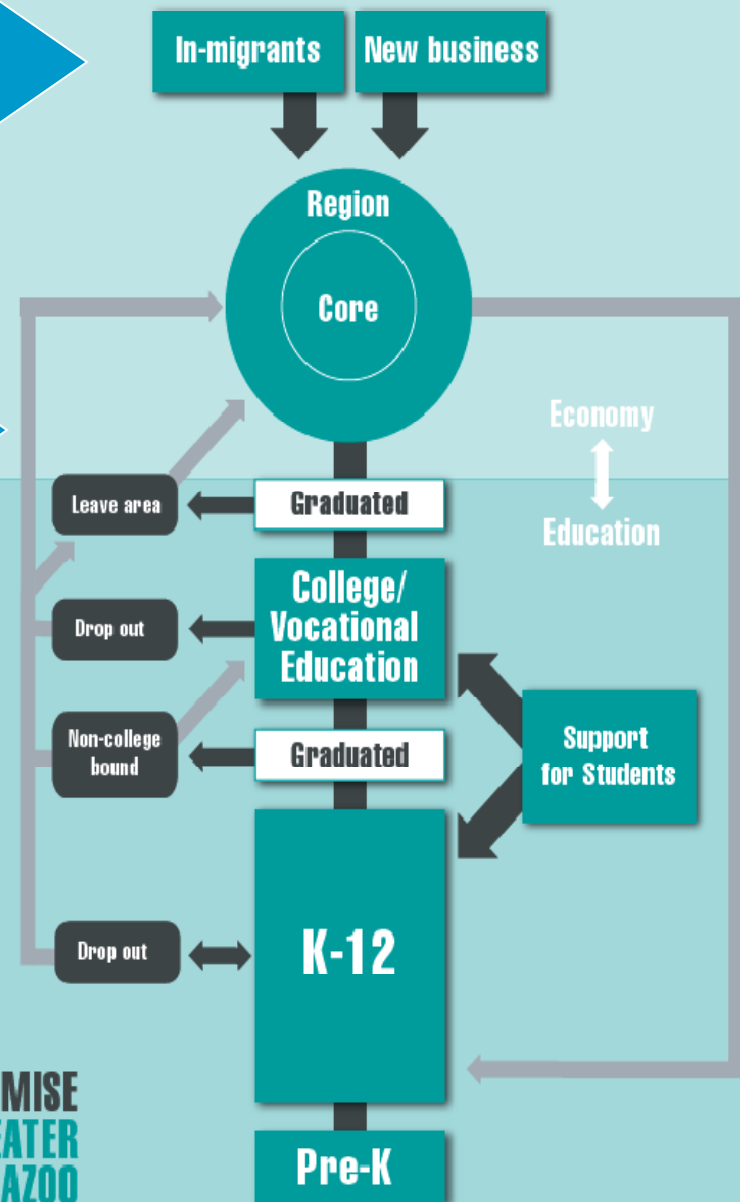 In-migrants
New business
Region
Core
Economy
Education
Leave area
Graduated
College/
Vocational
Education
Drop out
Non-college
bound
Graduated
Support
for Students
K-12
Drop out
MISE
EATER
AZOO
Pre-K